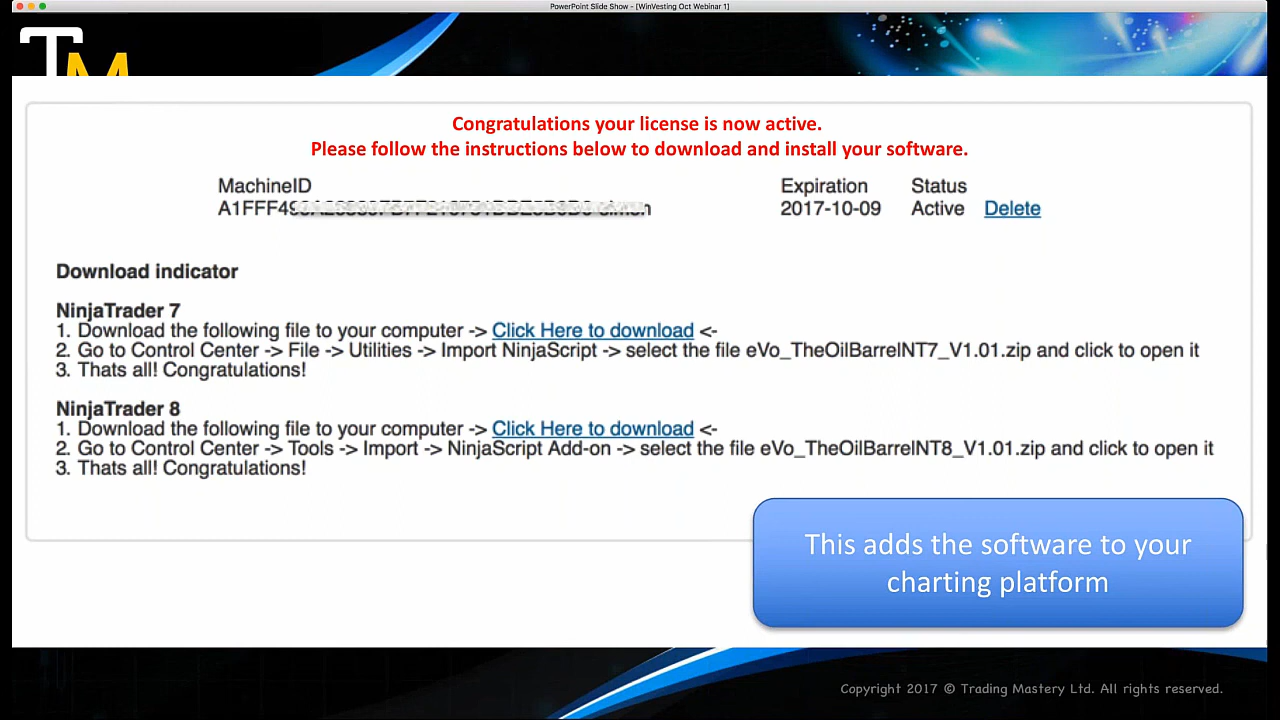 PowerPoint Slide Show - [WinVesting Oct Webinar 1]
TM
Congratulations your license is now active.
Please follow the instructions below to download and install your software.
MachineID Expiration Status
2017-10-09 Active Delete
Download indicator
NinjaTrader 7
1. Download the following file to your computer -> Click Here to download <-
2. Go to Control Center -> File -> Utilities -> Import NinjaScript -> select the file eVo_TheOilBarrelNT7_V1.01.zip and click to open it
3. Thats all! Congratulations!
NinjaTrader 8
1. Download the following file to your computer -> Click Here to download <-
2. Go to Control Center -> Tools -> Import -> NinjaScript Add-on -> select the file eVo_TheOilBarrelNT8_V1.01.zip and click to open it
3. Thats all! Congratulations!
This adds the software to your
charting platform
Copyright 2017 © Trading Mastery Ltd. All rights reserved.